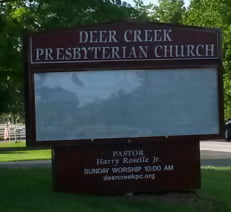 DEER CREEK
PRESBYTERIAN CHURCH
PASTOR
Harry Roselle Jr.
SUNDAY WORSHIP 10:00 AM
deercreekpc.org